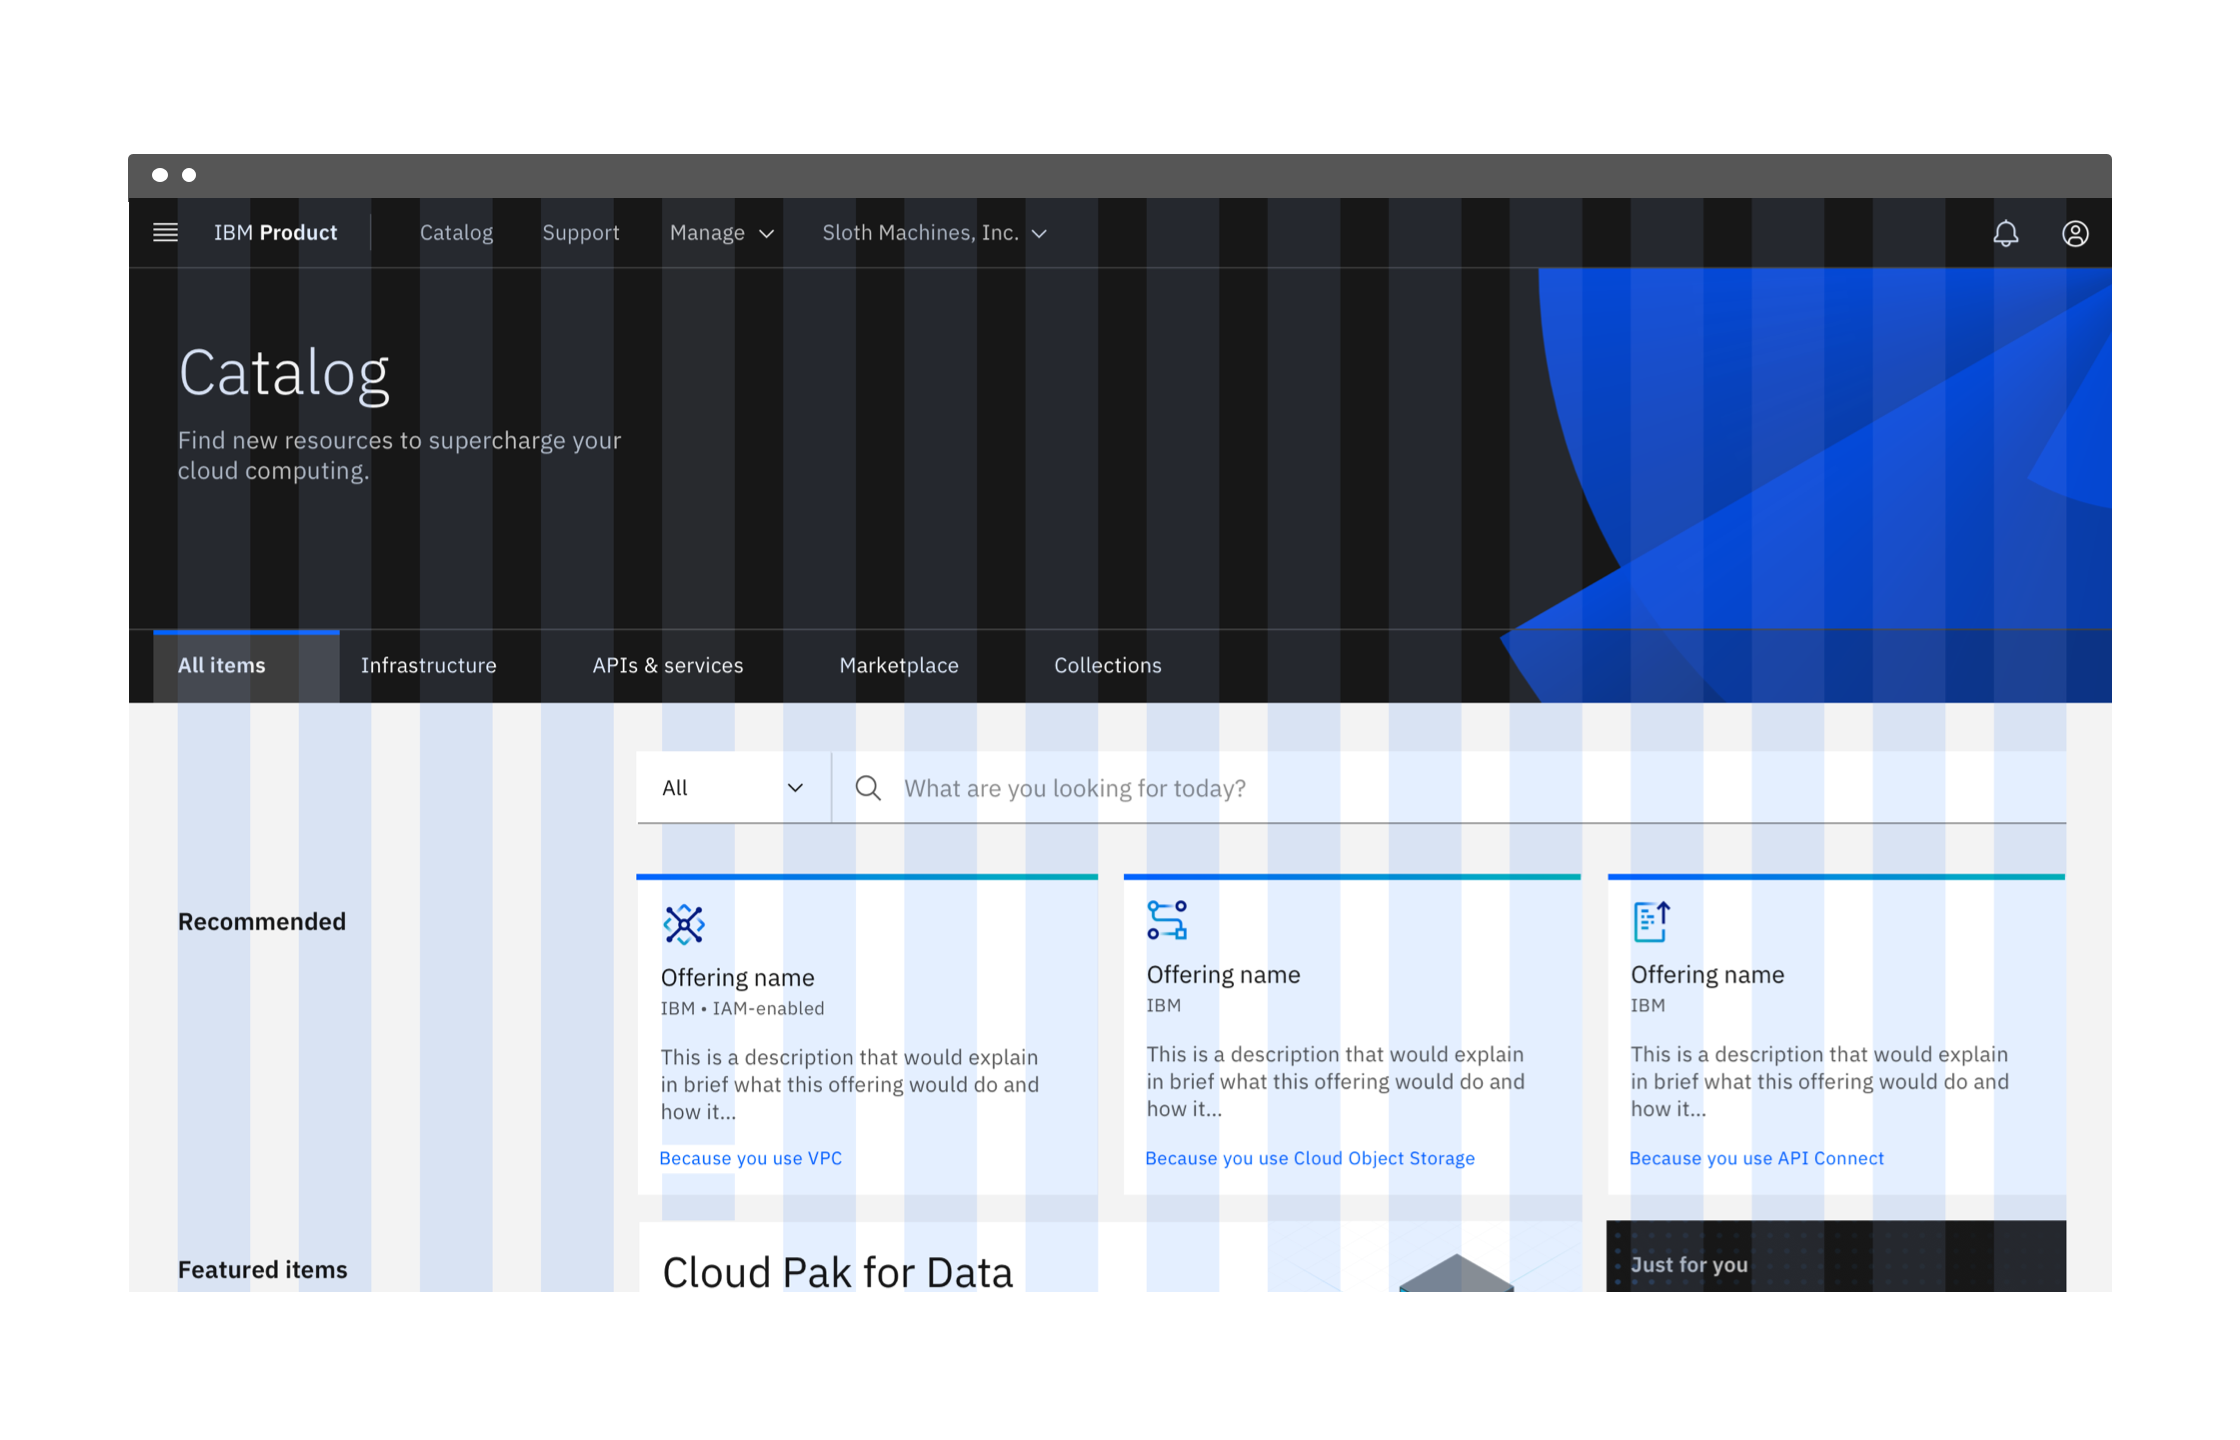 IBM Product
Catalog
Support
Manage
Sloth Machines, Inc.
Catalog
Find new resources to supercharge your
cloud computing.
All items
Infrastructure
APIs & services
Marketplace
Collections
All
What are you looking for today?
Recommended
Offering name
IBM • IAM-enabled
This is a description that would explain
in brief what this offering would do and
how it...
Because you use VPC
Offering name
IBM
This is a description that would explain
in brief what this offering would do and
how it...
Because you use Cloud Object Storage
Offering name
IBM
This is a description that would explain
in brief what this offering would do and
how it...
Because you use API Connect
Featured items
Cloud Pak for Data
Just for you